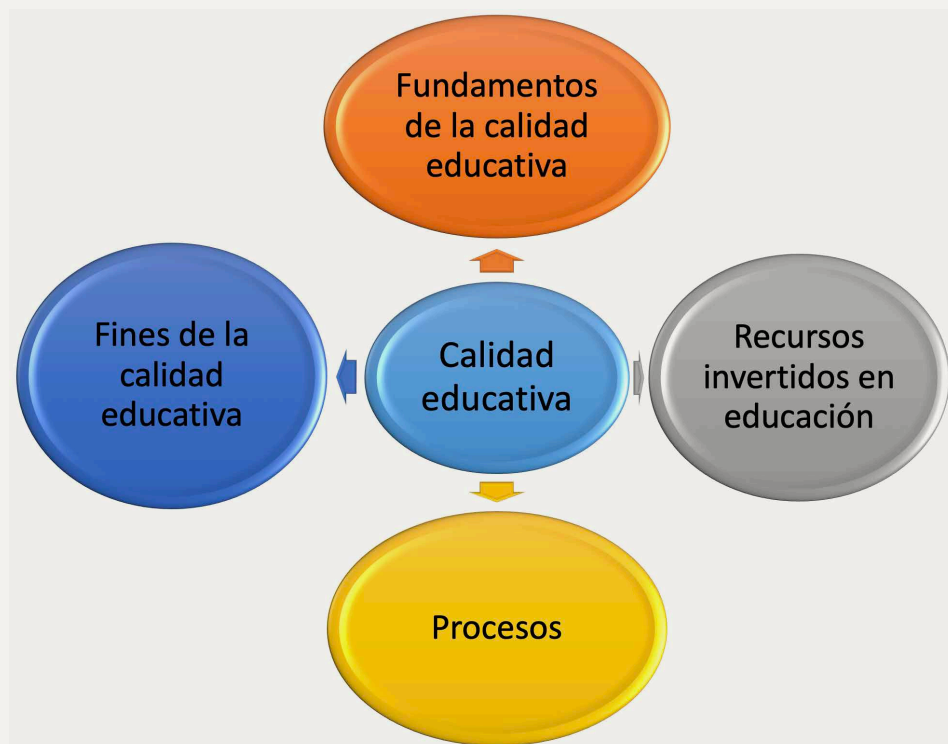 Fundamentos
de la calidad
educativa
Fines de la
calidad
educativa
Calidad
educativa
Recursos
invertidos en
educación
Procesos